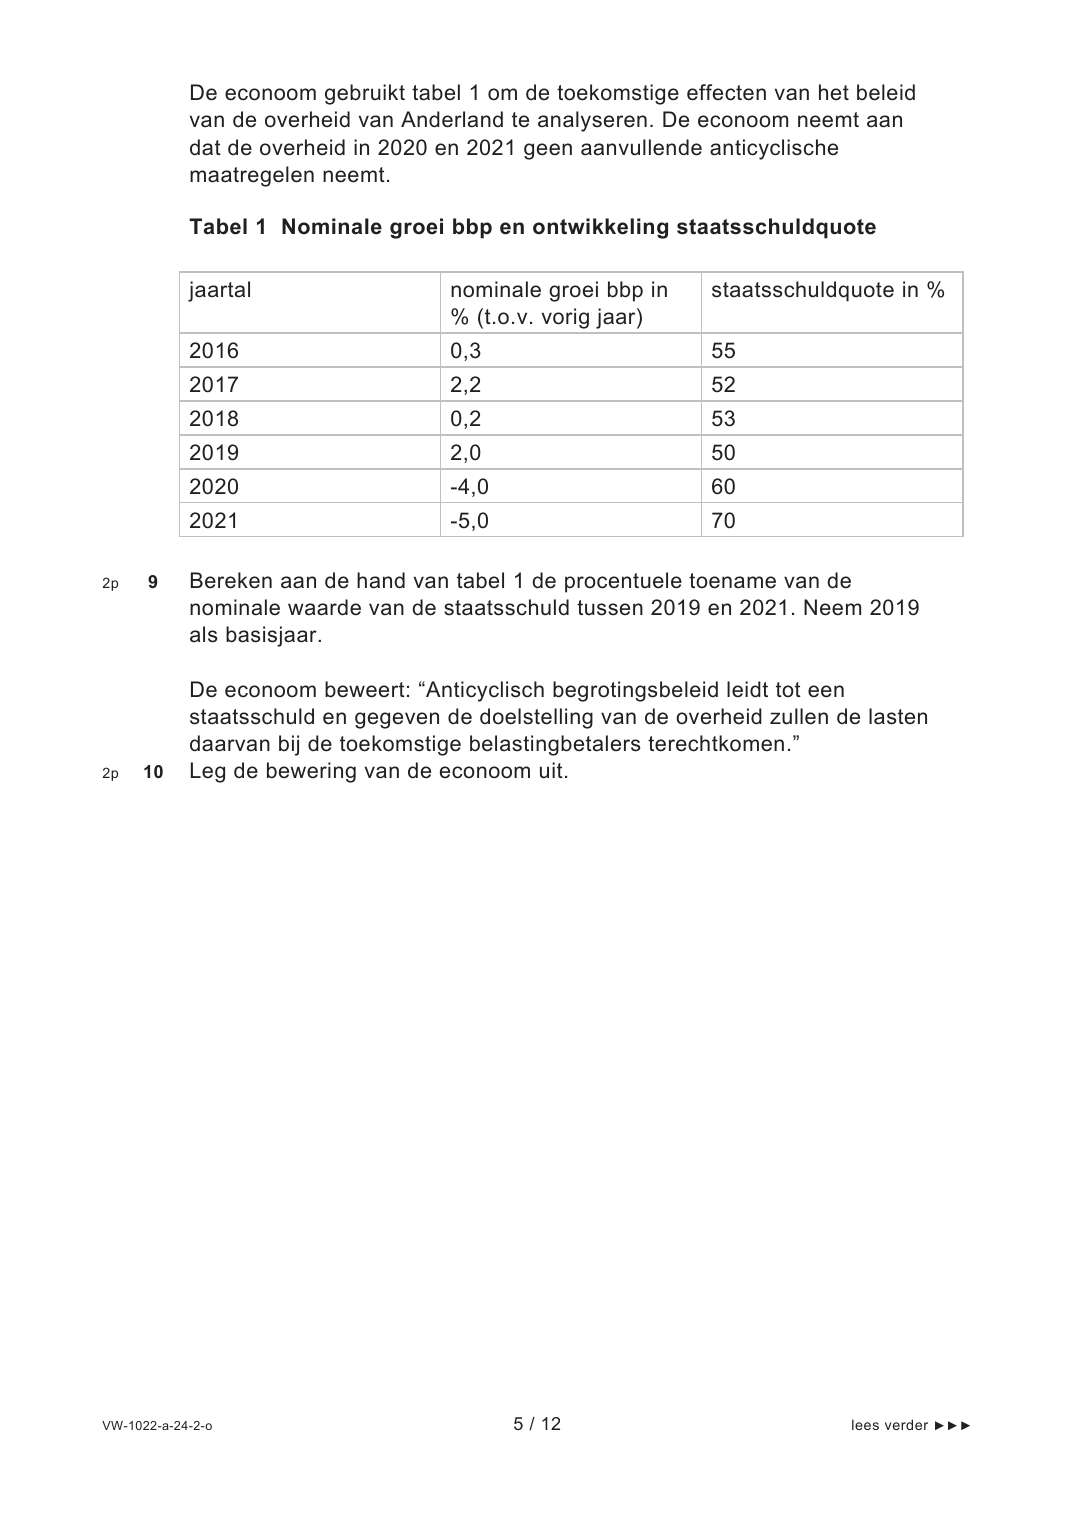 De econoom gebruikt tabel 1 om de toekomstige effecten van het beleid
van de overheid van Anderland te analyseren. De econoom neemt aan
dat de overheid in 2020 en 2021 geen aanvullende anticyclische
maatregelen neemt.
Tabel 1 Nominale groei bbp en ontwikkeling staatsschuldquote
jaartal nominale groei bbp in % (t.o.v. vorig jaar) staatsschuldquote in %
2016 0,3 55
2017 2,2 52
2018 0,2 53
2019 2,0 50
2020 -4,0 60
2021 -5,0 70
2p 9 Bereken aan de hand van tabel 1 de procentuele toename van de
nominale waarde van de staatsschuld tussen 2019 en 2021. Neem 2019
als basisjaar.
De econoom beweert: “Anticyclisch begrotingsbeleid leidt tot een
staatsschuld en gegeven de doelstelling van de overheid zullen de lasten
daarvan bij de toekomstige belastingbetalers terechtkomen.”
2p 10 Leg de bewering van de econoom uit.
VW-1022-a-24-2-o 5 / 12 lees verder ►►►